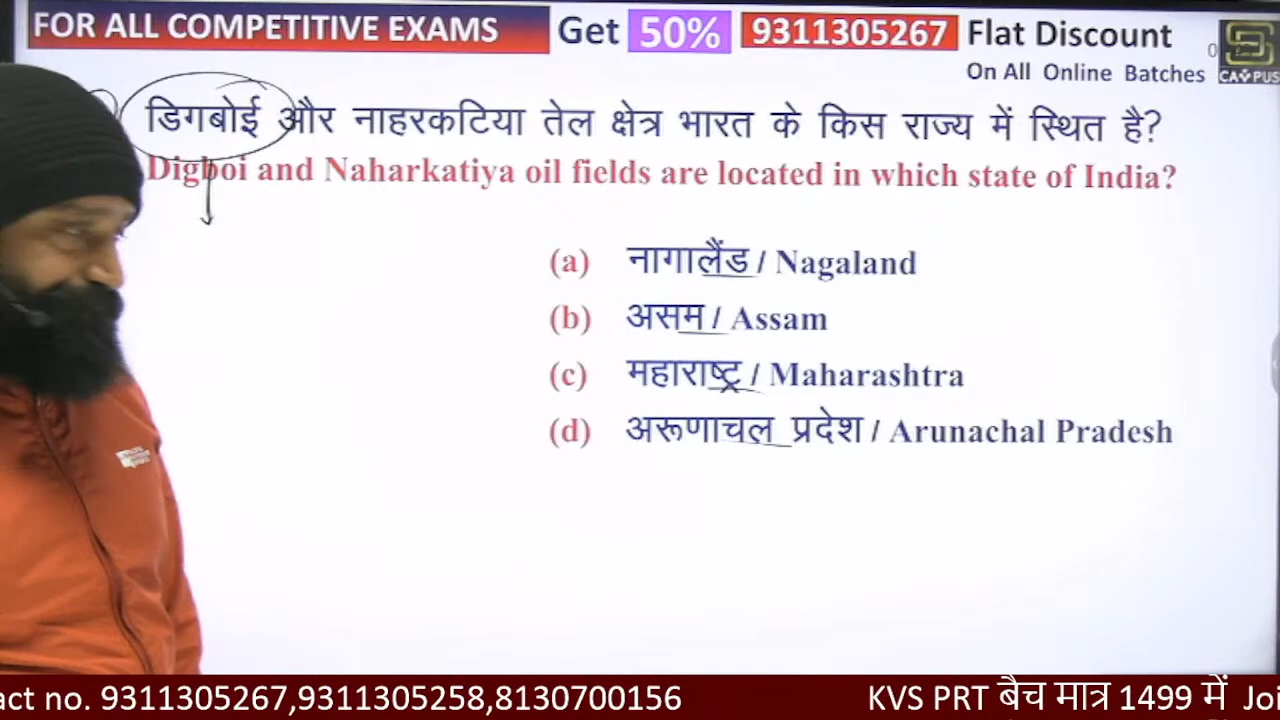 FOR ALL COMPETITIVE EXAMS Get 50% 9311305267 Flat Discount
On All Online Batches
CAMPUS
डिगबोई और नाहरकटिया तेल क्षेत्र भारत के किस राज्य में स्थित है?
Digboi and Naharkatiya oil fields are located in which state of India?
(a) नागालैंड / Nagaland
(b) असम / Assam
(c) महाराष्ट्र / Maharashtra
(d) अरूणाचल प्रदेश / Arunachal Pradesh
act no. 9311305267,9311305258,8130700156 KVS PRT बैच मात्र 1499 में Joi